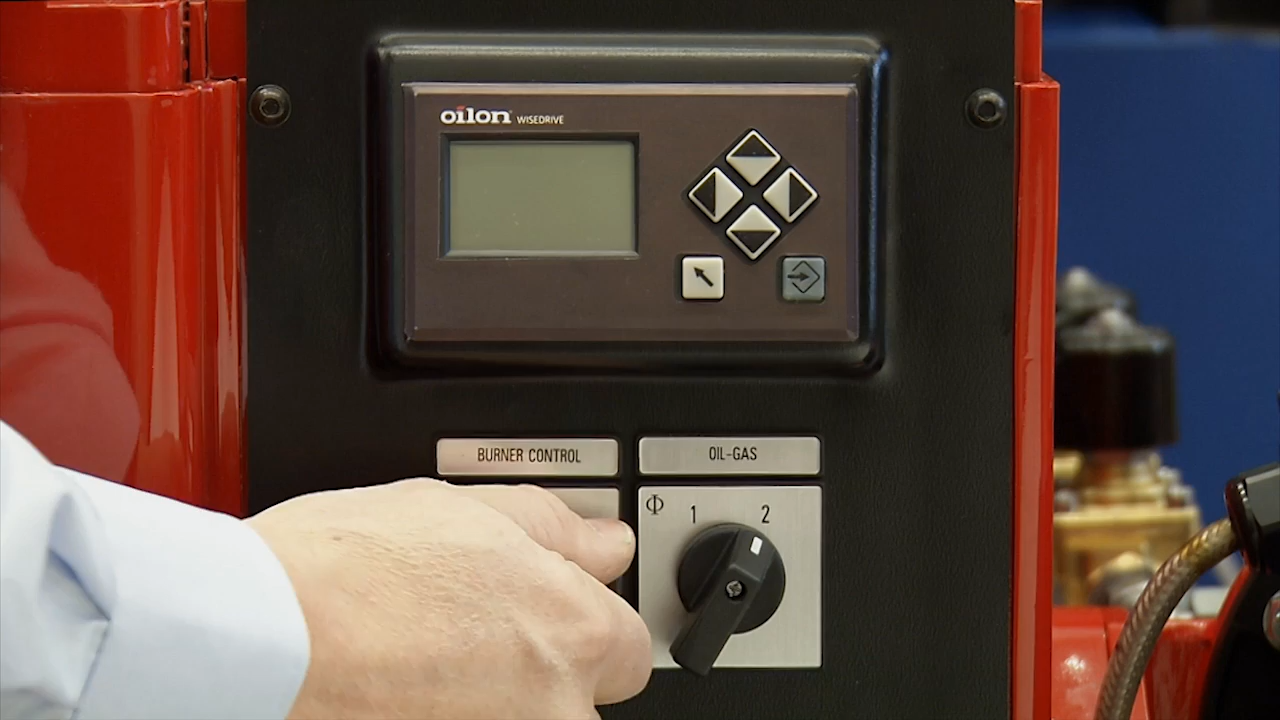 oilon WISEDRIVE
BURNER CONTROL
OIL-GAS
Φ 1 2